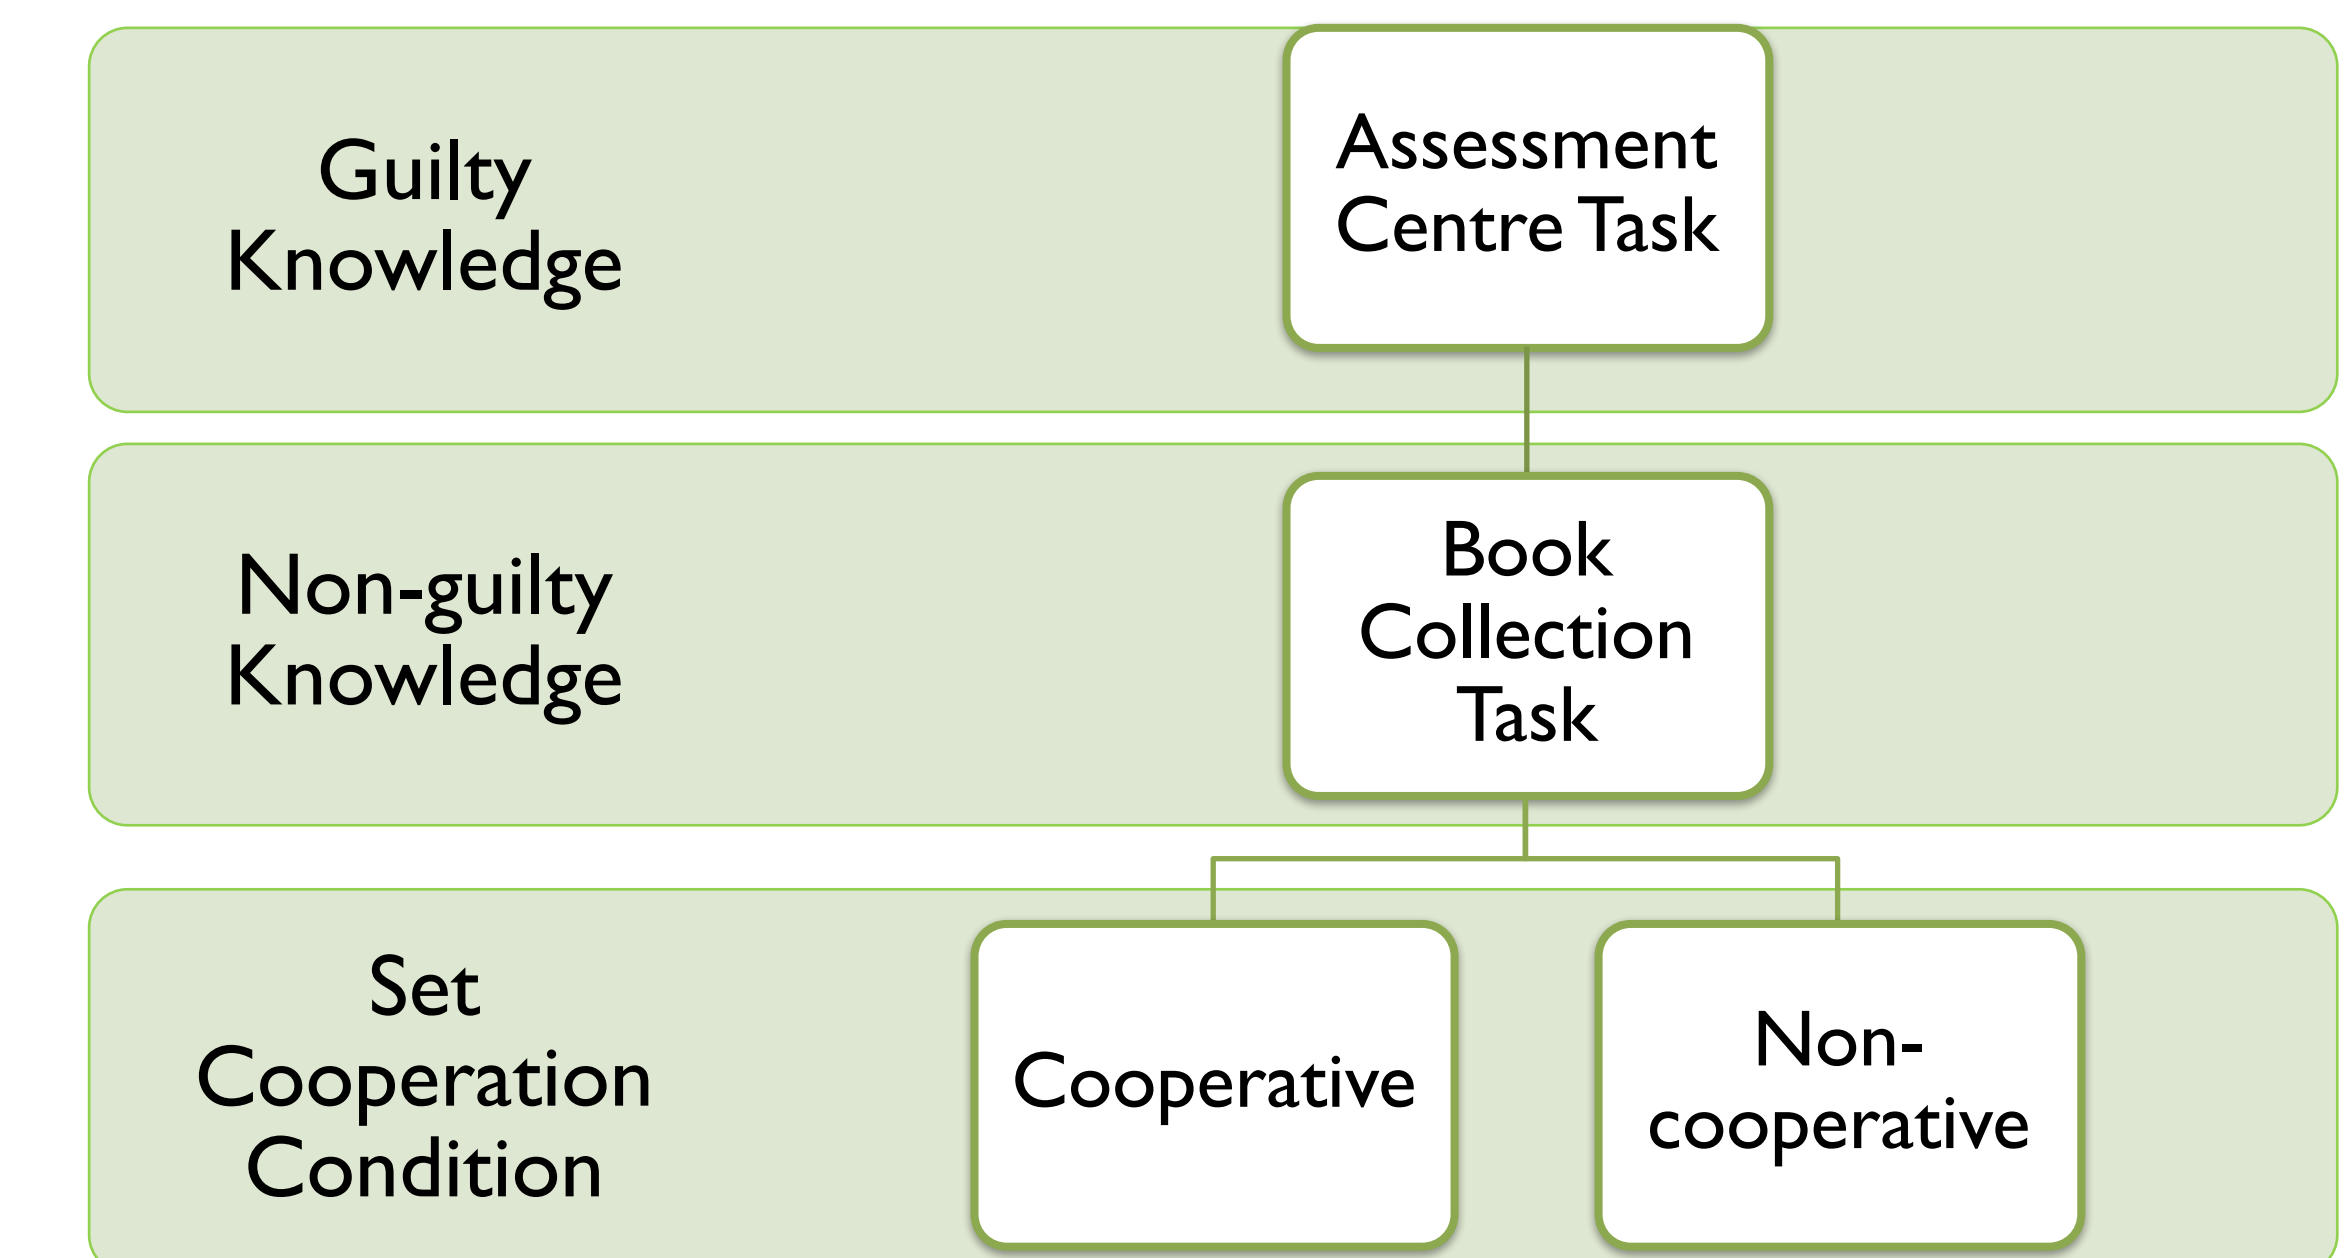 Guilty
Knowledge
Assessment
Centre Task
Non-guilty
Knowledge
Book
Collection
Task
Set
Cooperation
Condition
Cooperative
Non-
cooperative